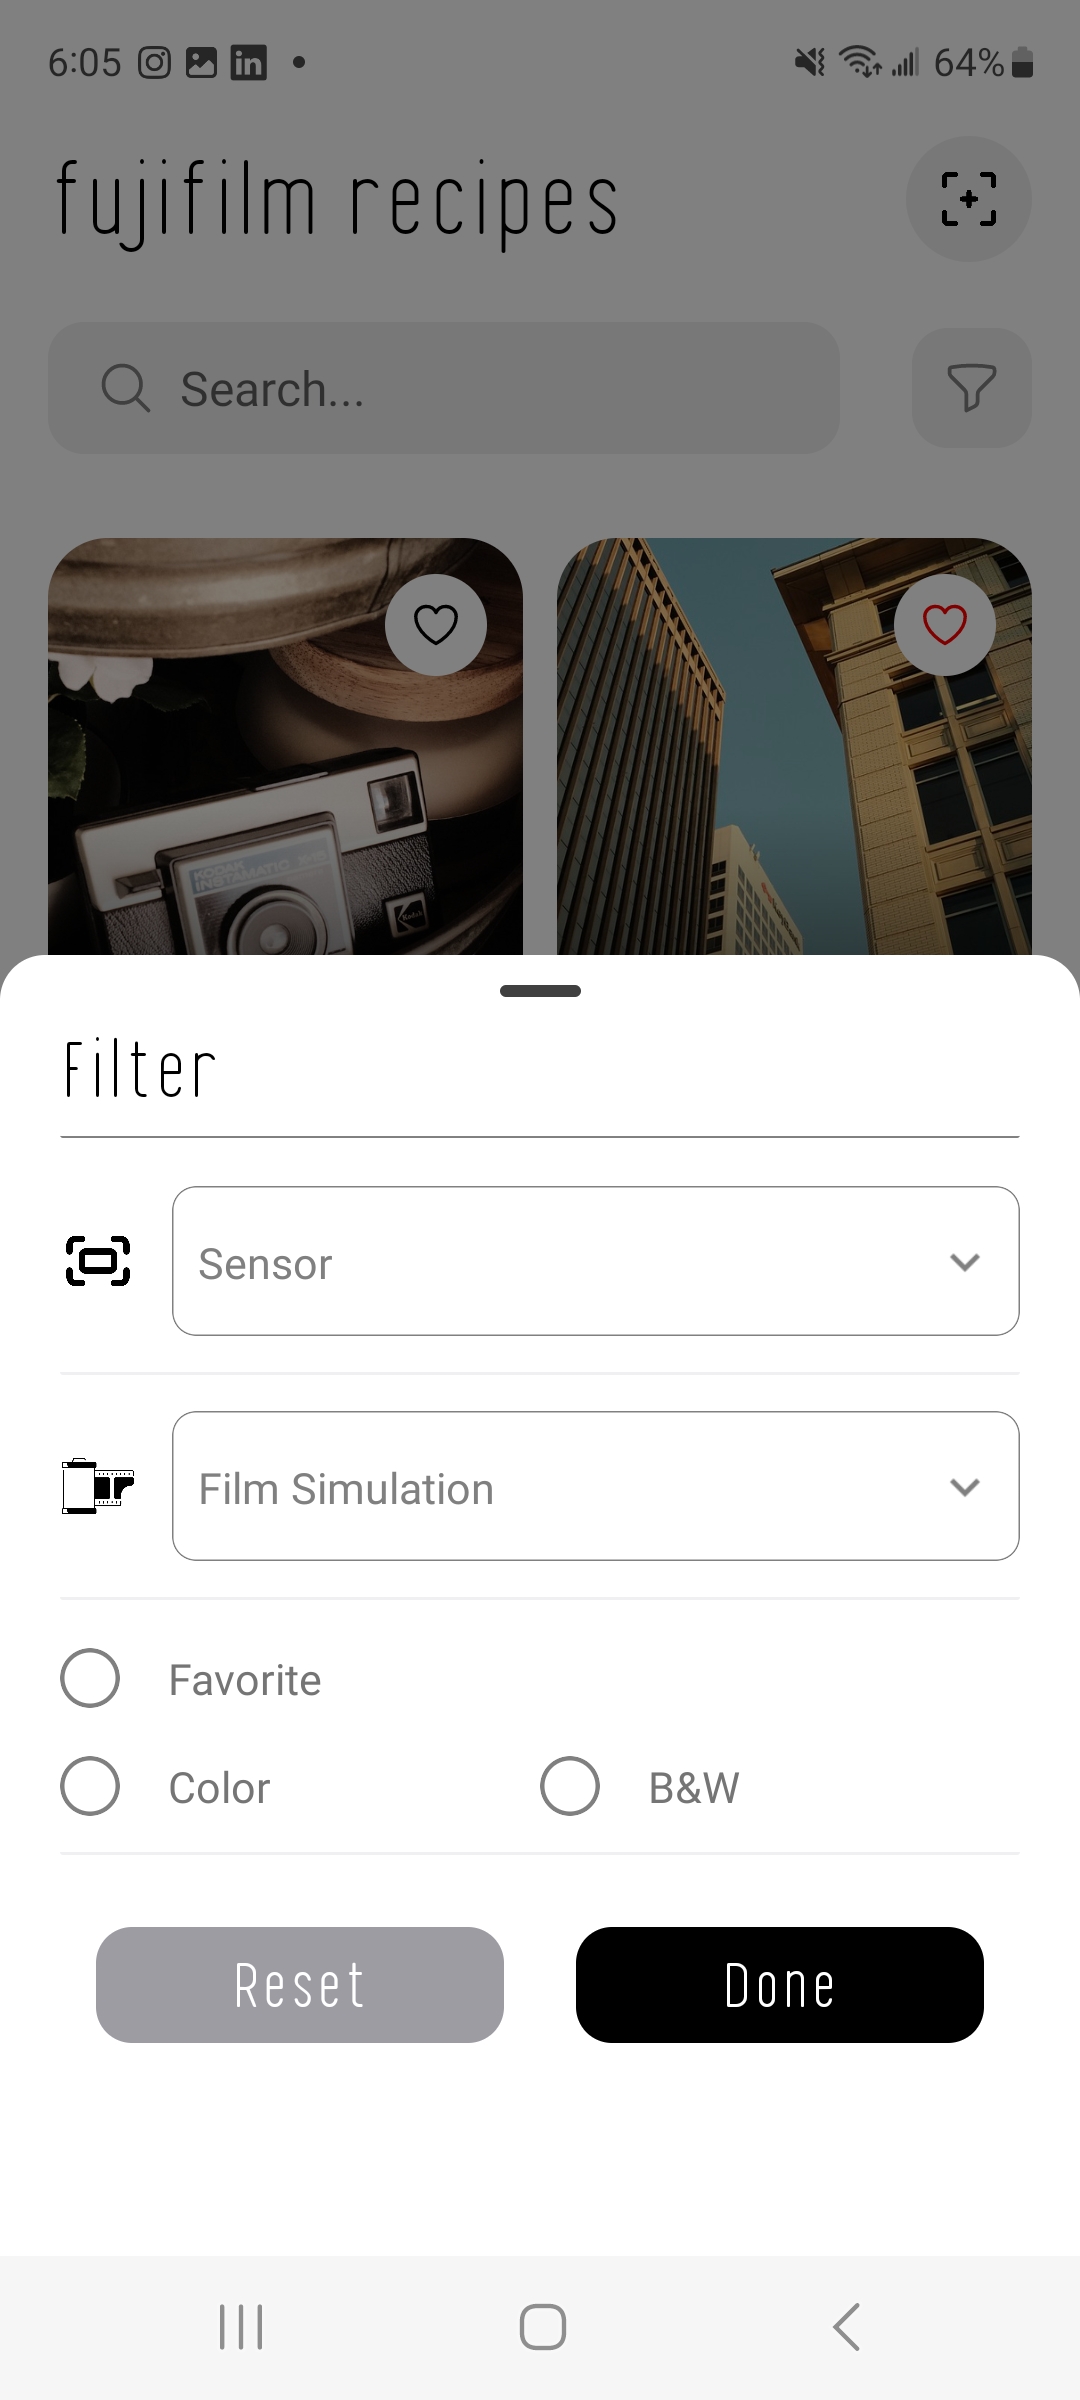 6:05 64%
fujifilm recipes
Search...
KODAK
INSTAMATIC X-15
Kodak
Filter
Sensor
Film Simulation
Favorite
Color B&W
Reset Done